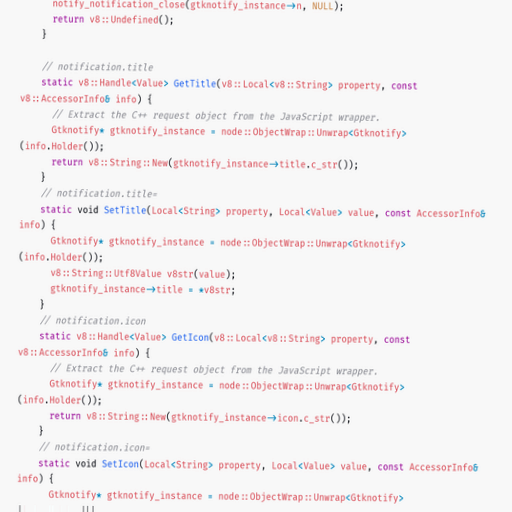 notify_notification_close(gtknotify_instance->n, NULL);
return v8::Undefined();
}
// notification.title
static v8::Handle<Value> GetTitle(v8::Local<v8::String> property, const
v8::AccessorInfo& info) {
// Extract the C++ request object from the JavaScript wrapper.
Gtknotify* gtknotify_instance = node::ObjectWrap::Unwrap<Gtknotify>
(info.Holder());
return v8::String::New(gtknotify_instance->title.c_str());
}
// notification.title=
static void SetTitle(Local<String> property, Local<Value> value, const AccessorInfo&
info) {
Gtknotify* gtknotify_instance = node::ObjectWrap::Unwrap<Gtknotify>
(info.Holder());
v8::String::Utf8Value v8str(value);
gtknotify_instance->title = *v8str;
}
// notification.icon
static v8::Handle<Value> GetIcon(v8::Local<v8::String> property, const
v8::AccessorInfo& info) {
// Extract the C++ request object from the JavaScript wrapper.
Gtknotify* gtknotify_instance = node::ObjectWrap::Unwrap<Gtknotify>
(info.Holder());
return v8::String::New(gtknotify_instance->icon.c_str());
}
// notification.icon=
static void SetIcon(Local<String> property, Local<Value> value, const AccessorInfo&
info) {
Gtknotify* gtknotify_instance = node::ObjectWrap::Unwrap<Gtknotify>